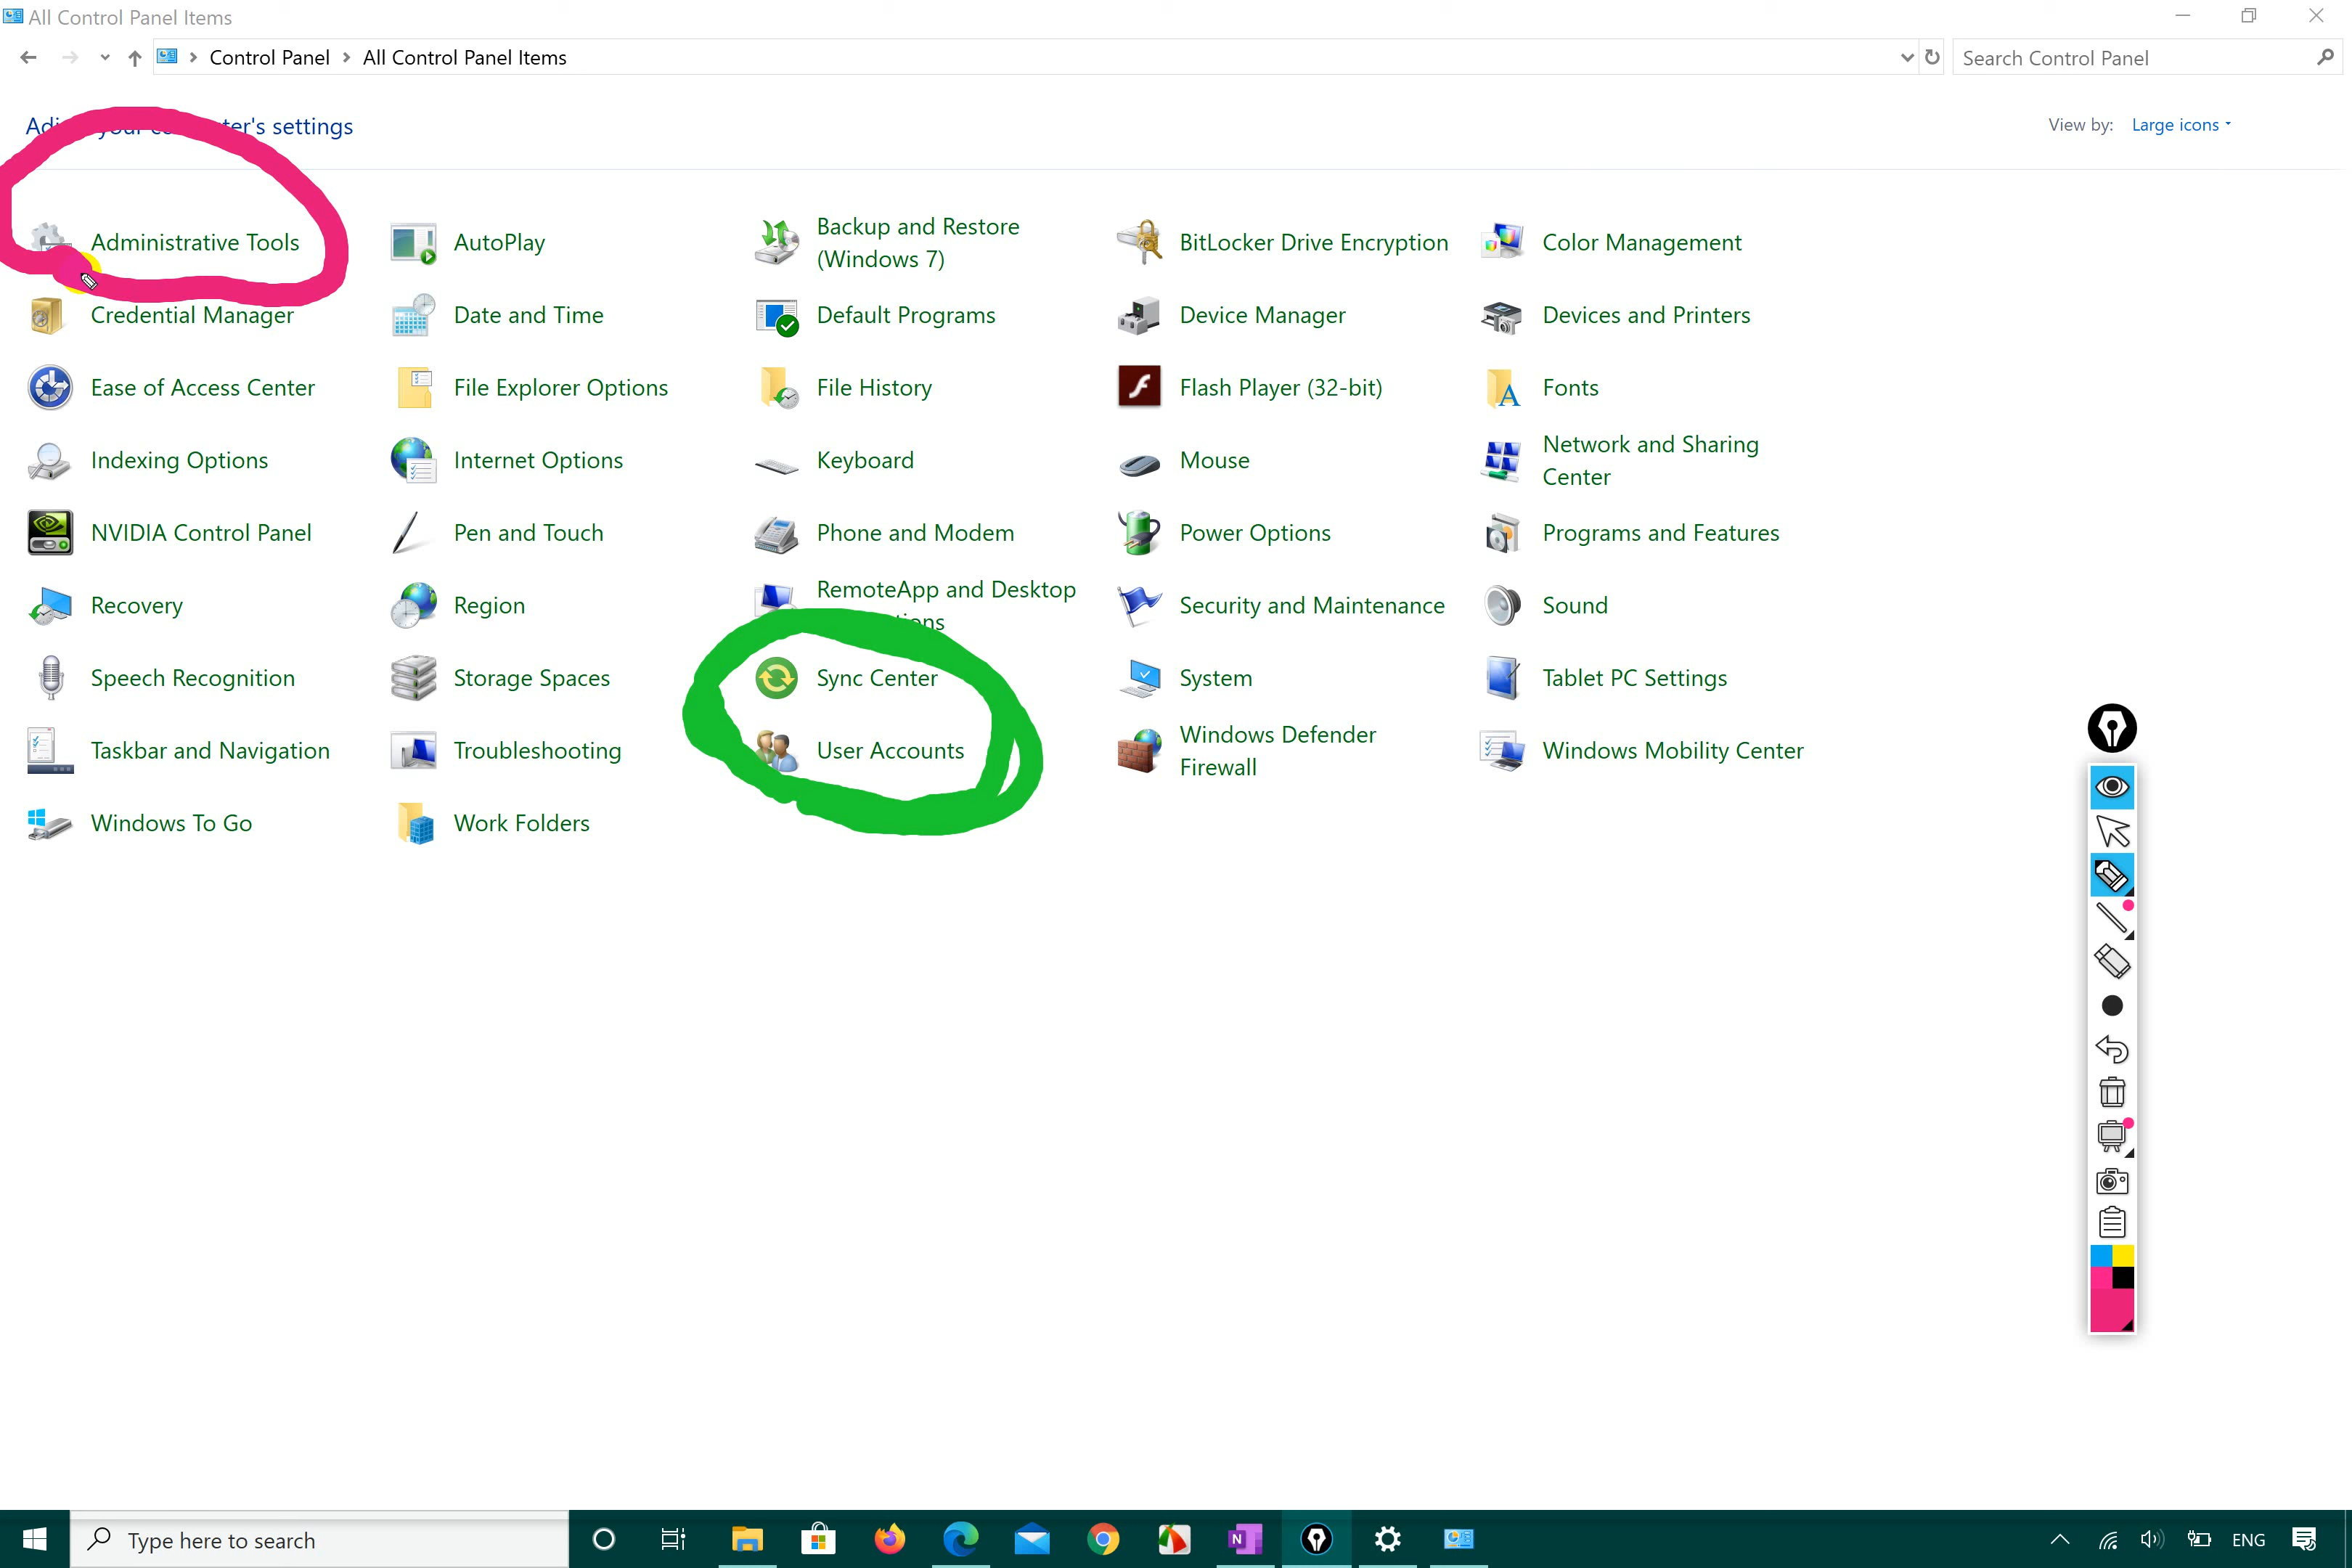 All Control Panel Items
Control Panel > All Control Panel Items
Search Control Panel
computer's settings
View by: Large icons
Administrative Tools
AutoPlay
Backup and Restore
(Windows 7)
BitLocker Drive Encryption
Color Management
Credential Manager
Date and Time
Default Programs
Device Manager
Devices and Printers
Ease of Access Center
File Explorer Options
File History
Flash Player (32-bit)
Fonts
Indexing Options
Internet Options
Keyboard
Mouse
Network and Sharing
Center
NVIDIA Control Panel
Pen and Touch
Phone and Modem
Power Options
Programs and Features
Recovery
Region
RemoteApp and Desktop
Security and Maintenance
Sound
Speech Recognition
Storage Spaces
Sync Center
System
Tablet PC Settings
Taskbar and Navigation
Troubleshooting
User Accounts
Windows Defender
Firewall
Windows Mobility Center
Windows To Go
Work Folders
Type here to search
ENG